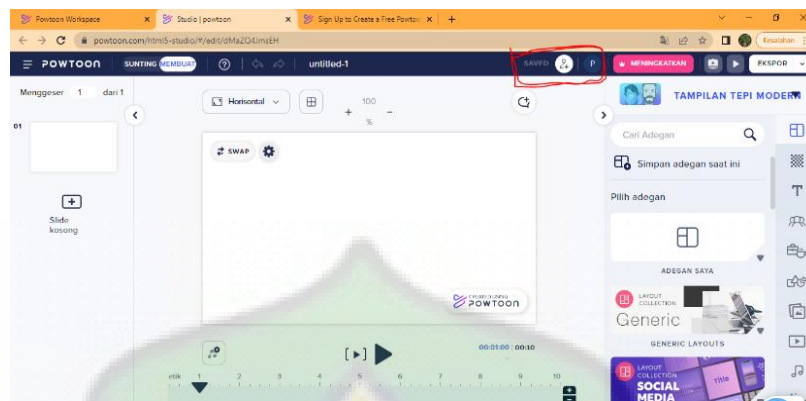 Powtoon Workspace
Studio | powtoon
Sign Up to Create a Free Powtoo
powtoon.com/html5-studio/#/edit/dMaZQ4JmsEH
Kesalahan
POWTOON
SUNTING MEMBUAT
untitled-1
SAVED
P
MENINGKATKAN
EKSPOR
Menggeser 1 dari 1
01
Slide
kosong
Horisontal
+ 100 -
%
SWAP
CREATED USING
POWTOON
00:01:00 00:10
etik 1 2 3 4 5 6 7 8 9 10
TAMPILAN TEPI MODERN
Cari Adegan
Simpan adegan saat ini
Pilih adegan
ADEGAN SAYA
LAYOUT
COLLECTION
Generic
GENERIC LAYOUTS
LAYOUT
COLLECTION
SOCIAL
MEDIA
Title
T